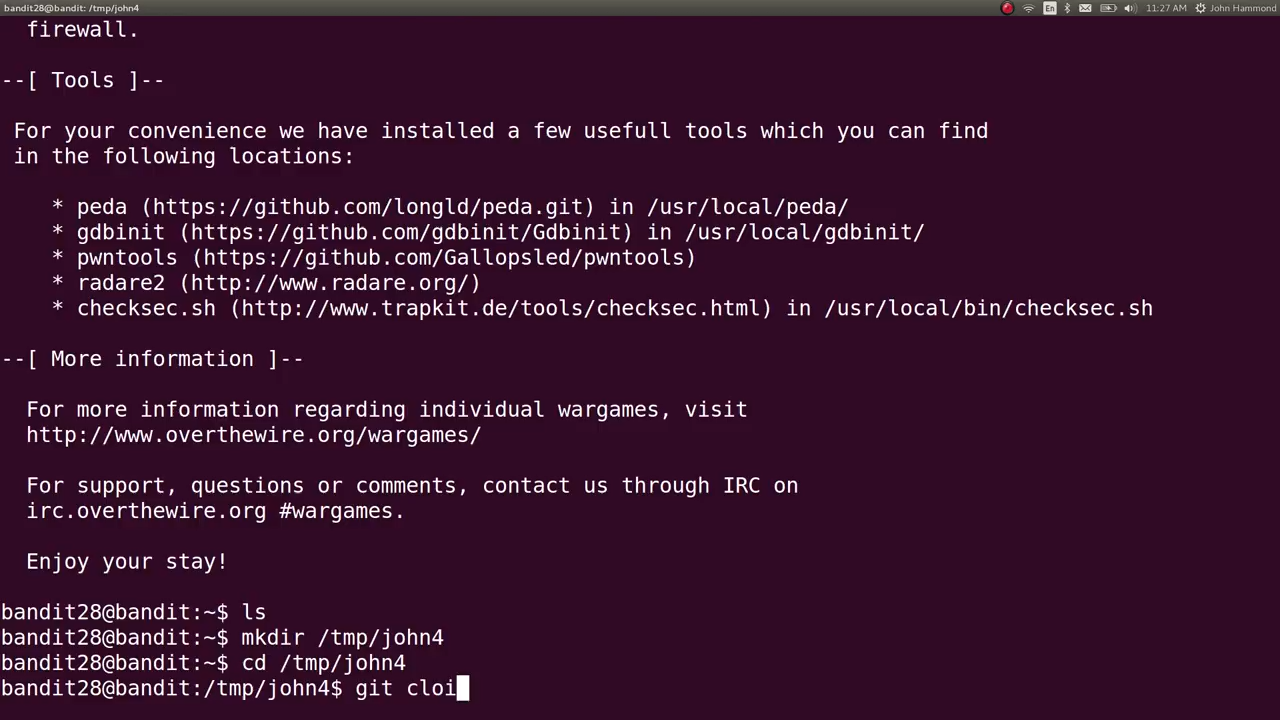 bandit28@bandit: /tmp/john4
En
11:27 AM
John Hammond
firewall.
--[ Tools ]--
For your convenience we have installed a few usefull tools which you can find
in the following locations:
* peda (https://github.com/longld/peda.git) in /usr/local/peda/
* gdbinit (https://github.com/gdbinit/Gdbinit) in /usr/local/gdbinit/
* pwntools (https://github.com/Gallopsled/pwntools)
* radare2 (http://www.radare.org/)
* checksec.sh (http://www.trapkit.de/tools/checksec.html) in /usr/local/bin/checksec.sh
--[ More information ]--
For more information regarding individual wargames, visit
http://www.overthewire.org/wargames/
For support, questions or comments, contact us through IRC on
irc.overthewire.org #wargames.
Enjoy your stay!
bandit28@bandit:~$ ls
bandit28@bandit:~$ mkdir /tmp/john4
bandit28@bandit:~$ cd /tmp/john4
bandit28@bandit:/tmp/john4$ git cloi